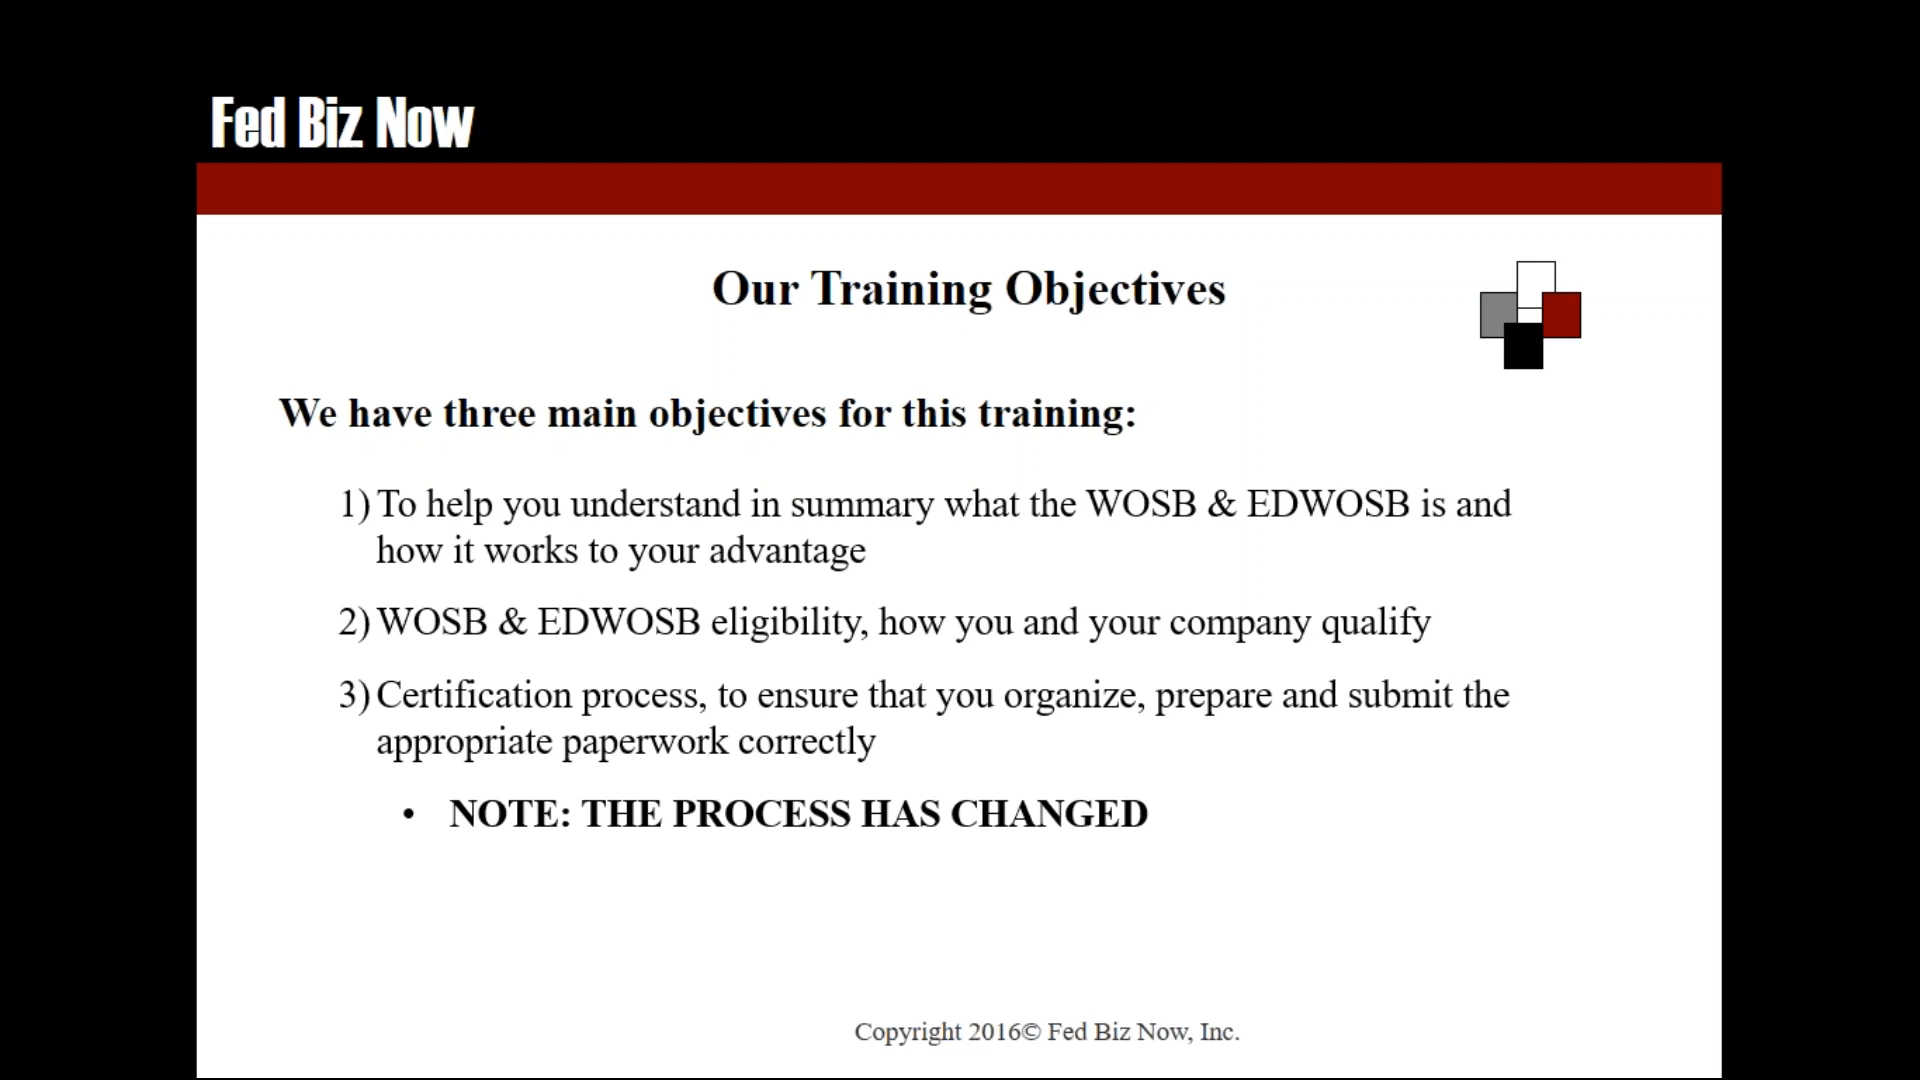 Fed Biz Now
Our Training Objectives
We have three main objectives for this training:
1) To help you understand in summary what the WOSB & EDWOSB is and
how it works to your advantage
2) WOSB & EDWOSB eligibility, how you and your company qualify
3) Certification process, to ensure that you organize, prepare and submit the
appropriate paperwork correctly
• NOTE: THE PROCESS HAS CHANGED
Copyright 2016© Fed Biz Now, Inc.